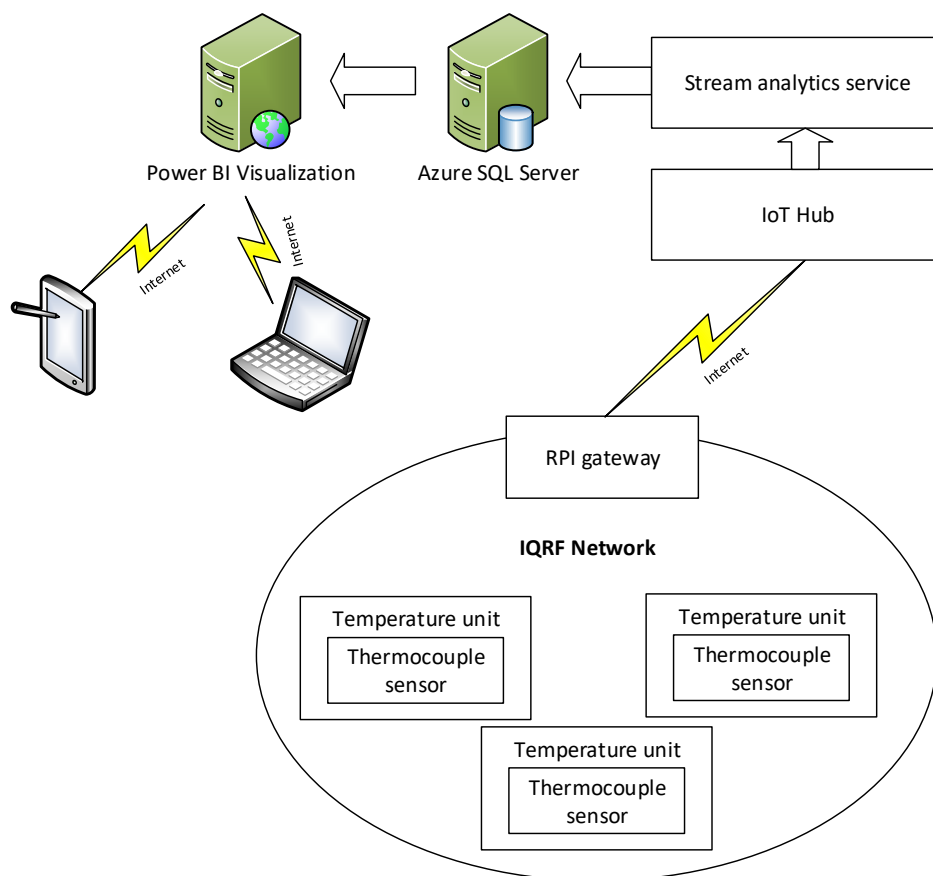 Power BI Visualization
Azure SQL Server
Stream analytics service
IoT Hub
Internet
Internet
Internet
RPI gateway
IQRF Network
Temperature unit
Thermocouple
sensor
Temperature unit
Thermocouple
sensor
Temperature unit
Thermocouple
sensor